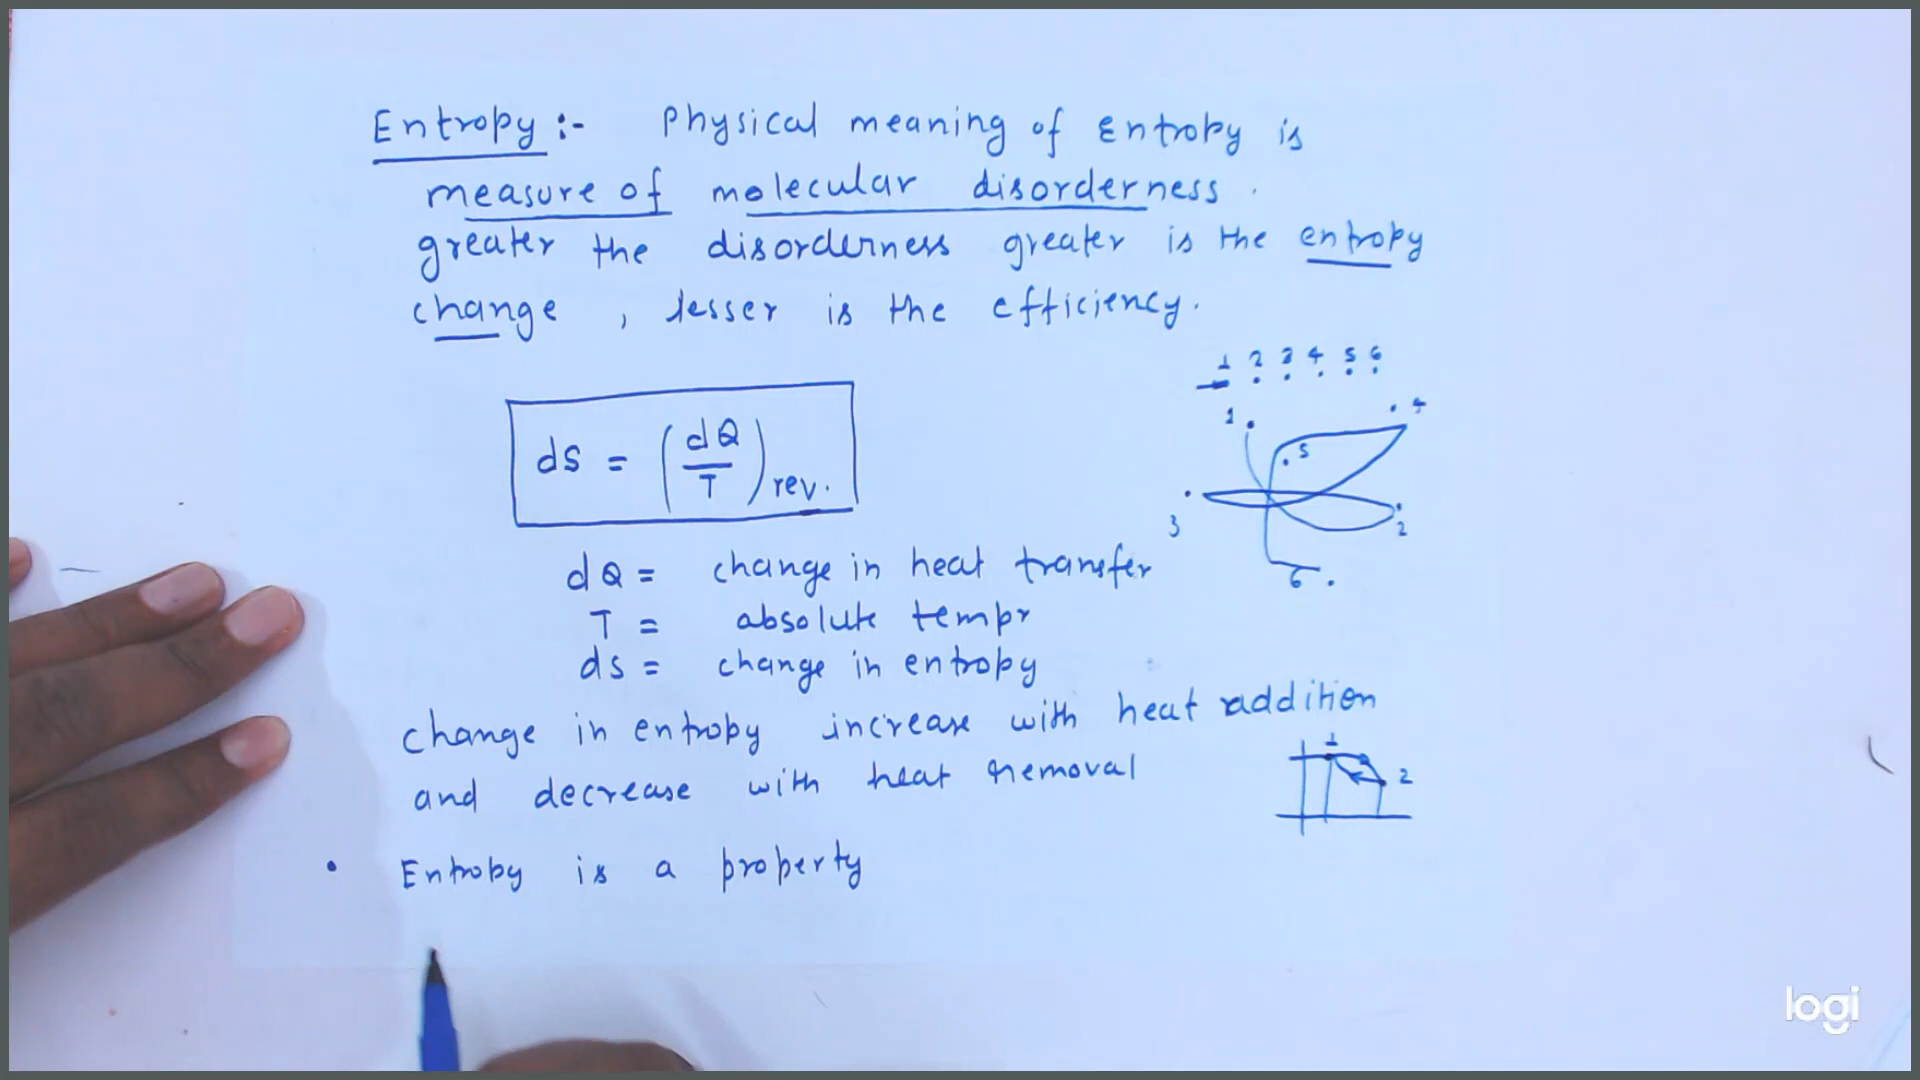 Entropy :- Physical meaning of Entropy is
measure of molecular disorderness.
greater the disorderness greater is the entropy
change , lesser is the efficiency.
1 2 3 4 5 6
1 4
5
ds = (dQ/T) rev.
3 2
6
dQ = change in heat transfer
T = absolute tempr
ds = change in entropy
change in entropy increase with heat addition
and decrease with heat removal
1
2
• Entropy is a property
logi